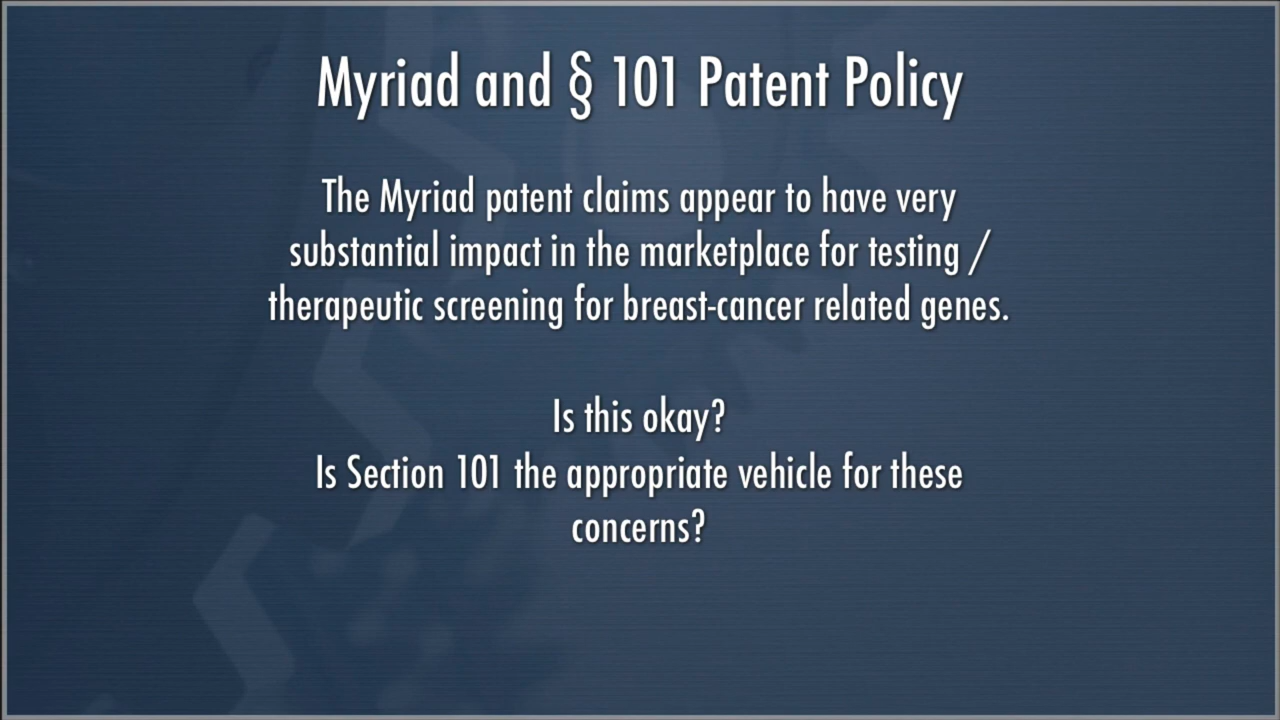 Myriad and § 101 Patent Policy
The Myriad patent claims appear to have very
substantial impact in the marketplace for testing /
therapeutic screening for breast-cancer related genes.
Is this okay?
Is Section 101 the appropriate vehicle for these
concerns?